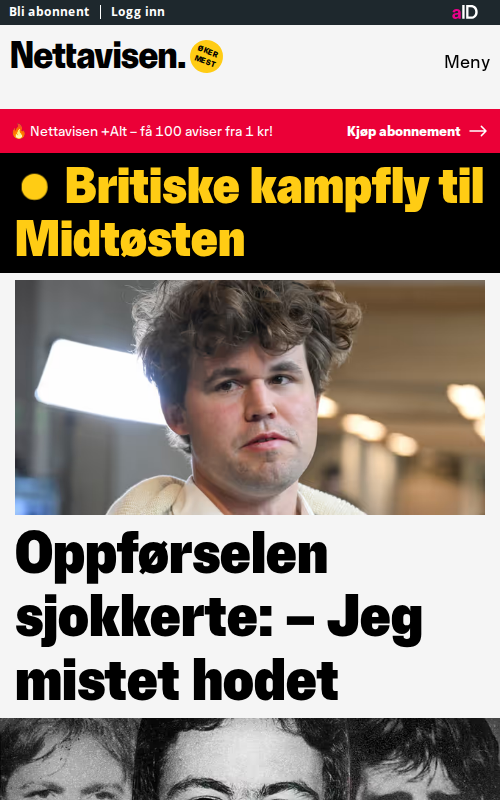 Bli abonnent | Logg inn
aID
Nettavisen.
ØKER
MEST
Meny
🔥 Nettavisen +Alt – få 100 aviser fra 1 kr!
Kjøp abonnement →
Britiske kampfly til
Midtøsten
Oppførselen
sjokkerte: – Jeg
mistet hodet